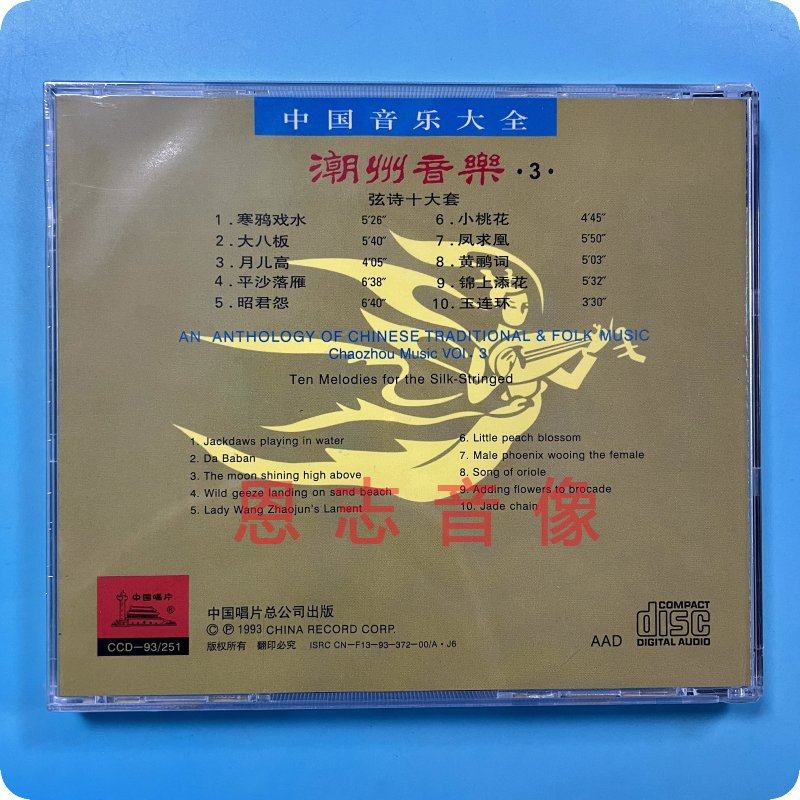 中国音乐大全
潮州音樂·3·
弦诗十大套
1.寒鸦戏水 5'26"
2.大八板 5'40"
3.月儿高 4'05"
4.平沙落雁 6'38"
5.昭君怨 6'40"
6.小桃花 4'45"
7.凤求凰 5'50"
8.黄鹂词 5'03"
9.锦上添花 5'32"
10.玉连环 3'30"
AN ANTHOLOGY OF CHINESE TRADITIONAL & FOLK MUSIC
Chaozhou Music VOL. 3
Ten Melodies for the Silk-Stringed
1. Jackdaws playing in water
2. Da Baban
3. The moon shining high above
4. Wild geeze landing on sand beach
5. Lady Wang Zhaojun's Lament
6. Little peach blossom
7. Male phoenix wooing the female
8. Song of oriole
9. Adding flowers to brocade
10. Jade chain
恩志音像
中国唱片®
CCD-93/251
中国唱片总公司出版
© ℗ 1993 CHINA RECORD CORP.
版权所有 翻印必究 ISRC CN-F13-93-372-00/A·J6
AAD
COMPACT
disc
DIGITAL AUDIO